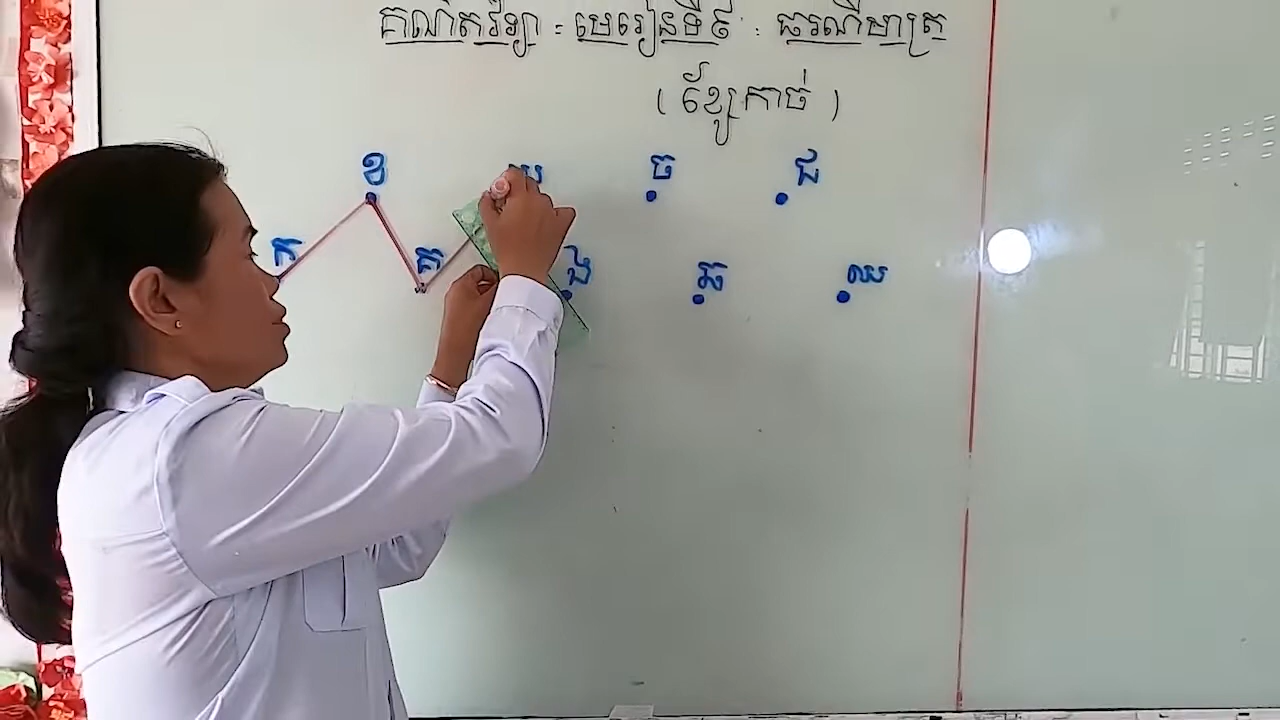 គណិតវិទ្យា : មេរៀនទី៩ : ធរណីមាត្រ
( ខ្សែកាច់ )
ខ ឃ ច ជ
ក គ ង ឆ ឈ